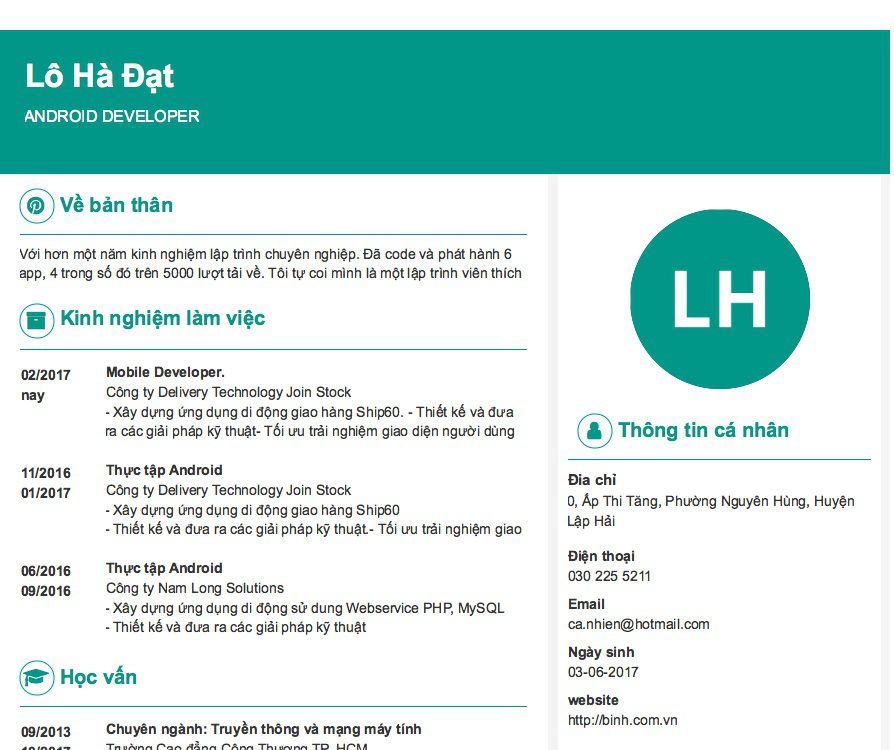 Lô Hà Đạt
ANDROID DEVELOPER
Về bản thân
Với hơn một năm kinh nghiệm lập trình chuyên nghiệp. Đã code và phát hành 6
app, 4 trong số đó trên 5000 lượt tải về. Tôi tự coi mình là một lập trình viên thích
Kinh nghiệm làm việc
02/2017
nay
Mobile Developer.
Công ty Delivery Technology Join Stock
- Xây dựng ứng dụng di động giao hàng Ship60. - Thiết kế và đưa
ra các giải pháp kỹ thuật- Tối ưu trải nghiệm giao diện người dùng
11/2016
01/2017
Thực tập Android
Công ty Delivery Technology Join Stock
- Xây dựng ứng dụng di động giao hàng Ship60
- Thiết kế và đưa ra các giải pháp kỹ thuật.- Tối ưu trải nghiệm giao
06/2016
09/2016
Thực tập Android
Công ty Nam Long Solutions
- Xây dựng ứng dụng di động sử dung Webservice PHP, MySQL
- Thiết kế và đưa ra các giải pháp kỹ thuật
Học vấn
09/2013
10/2017
Chuyên ngành: Truyền thông và mạng máy tính
Trường Cao đẳng Công Thương TP. HCM
LH
Thông tin cá nhân
Đia chỉ
0, Ấp Thi Tăng, Phường Nguyên Hùng, Huyện
Lập Hải
Điện thoại
030 225 5211
Email
ca.nhien@hotmail.com
Ngày sinh
03-06-2017
website
http://binh.com.vn